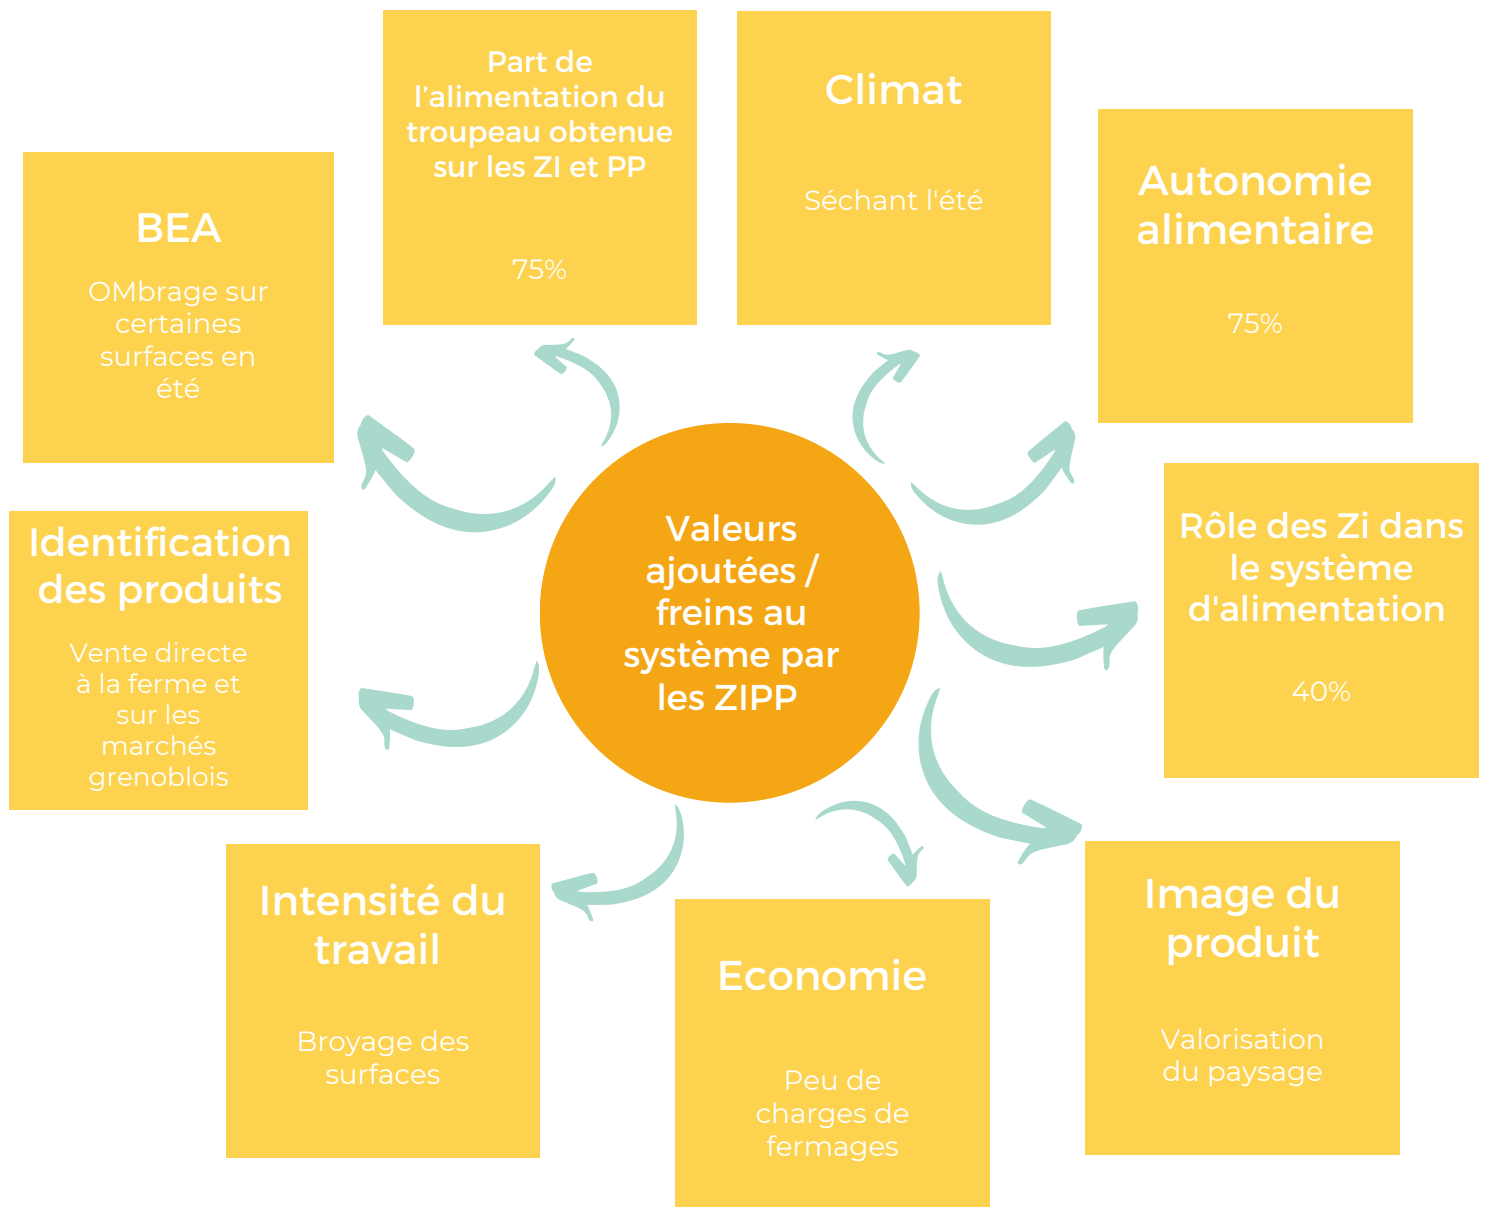 Part de
l'alimentation du
troupeau obtenue
sur les ZI et PP
75%
Climat
Séchant l'été
Autonomie
alimentaire
75%
BEA
OMbrage sur
certaines
surfaces en
été
Valeurs
ajoutées /
freins au
système par
les ZIPP
Rôle des Zi dans
le système
d'alimentation
40%
Identification
des produits
Vente directe
à la ferme et
sur les
marchés
grenoblois
Intensité du
travail
Broyage des
surfaces
Economie
Peu de
charges de
fermages
Image du
produit
Valorisation
du paysage